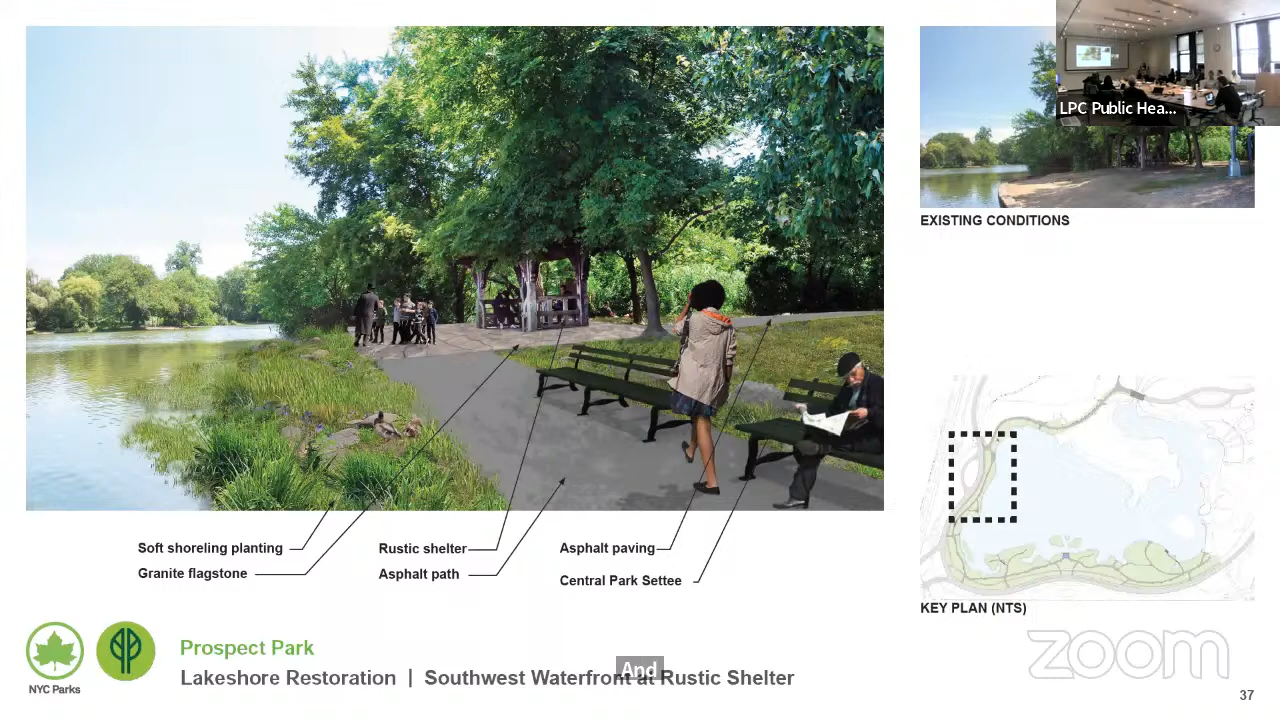 LPC Public Hea...
EXISTING CONDITIONS
Soft shoreling planting
Granite flagstone
Rustic shelter
Asphalt path
Asphalt paving
Central Park Settee
KEY PLAN (NTS)
NYC Parks
Prospect Park
Lakeshore Restoration | Southwest Waterfront at Rustic Shelter
And
zoom
37